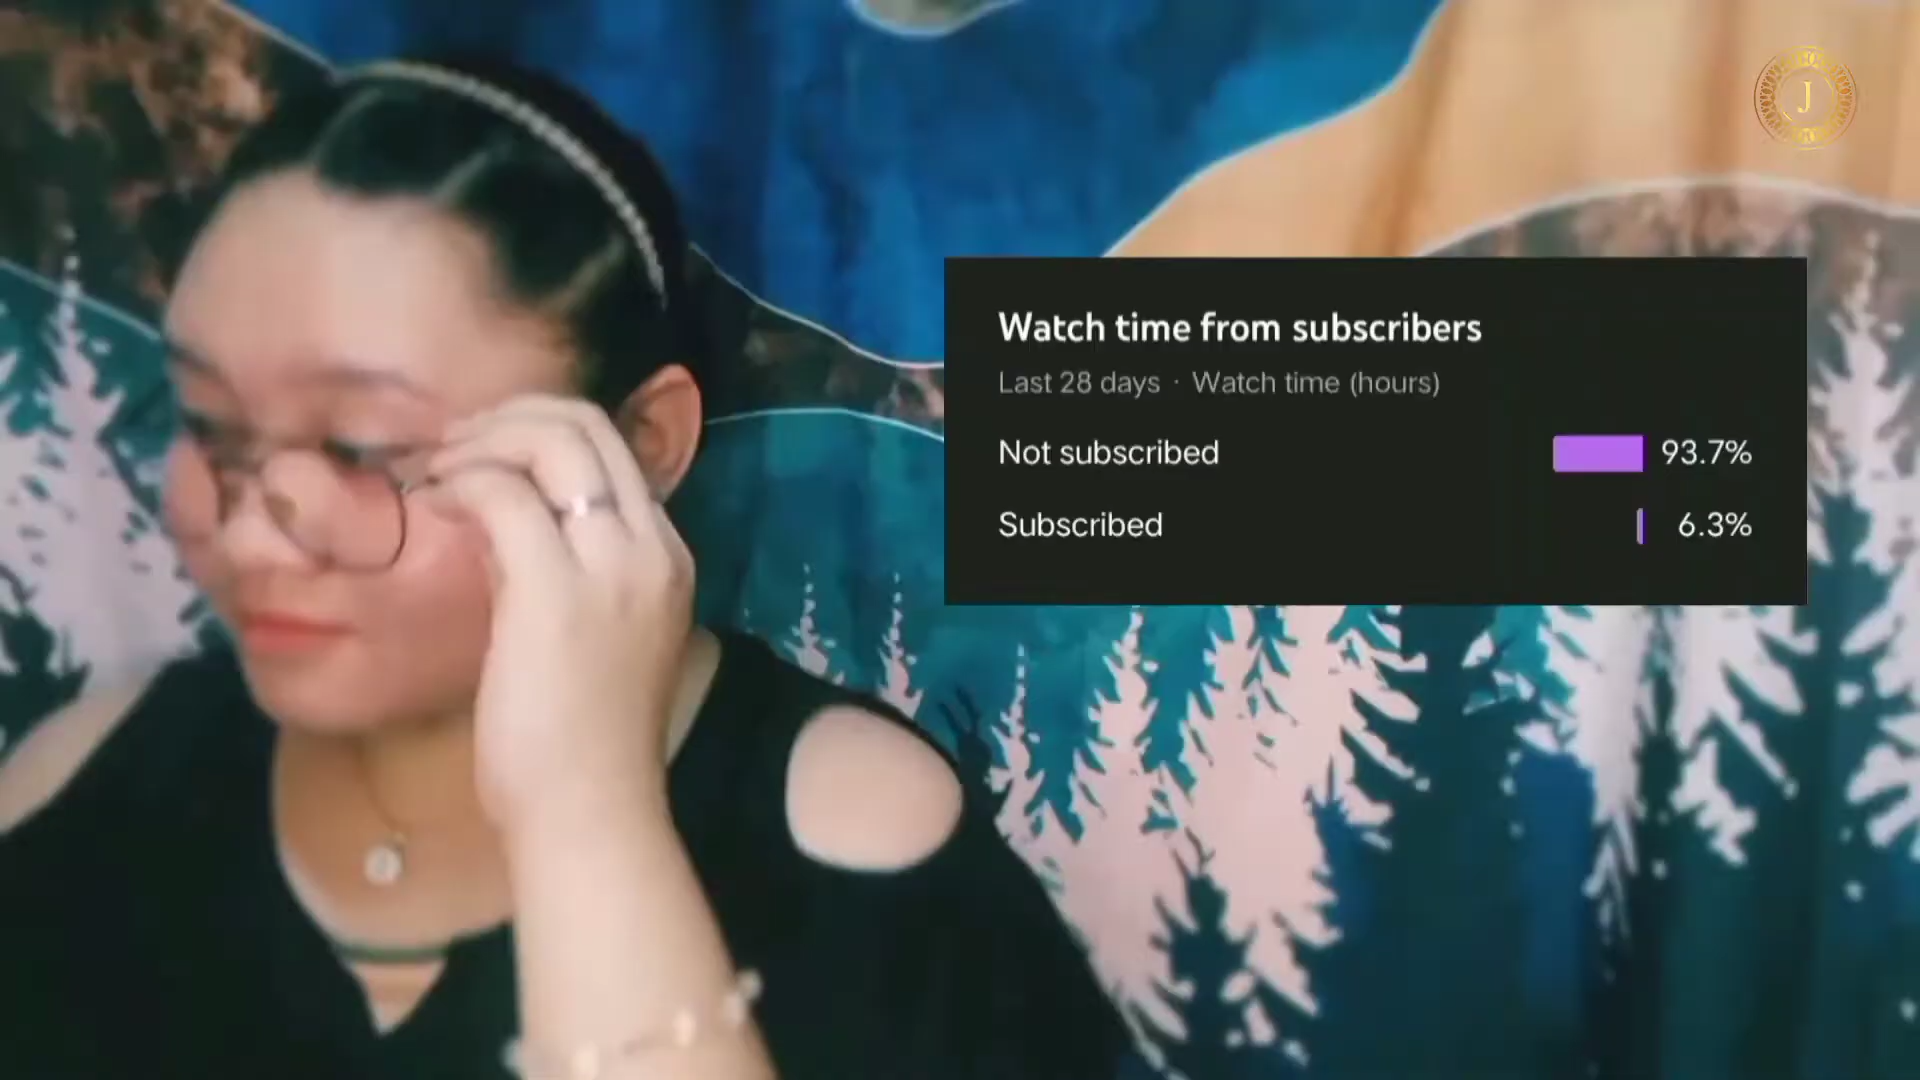 J
Watch time from subscribers
Last 28 days · Watch time (hours)
Not subscribed 93.7%
Subscribed 6.3%